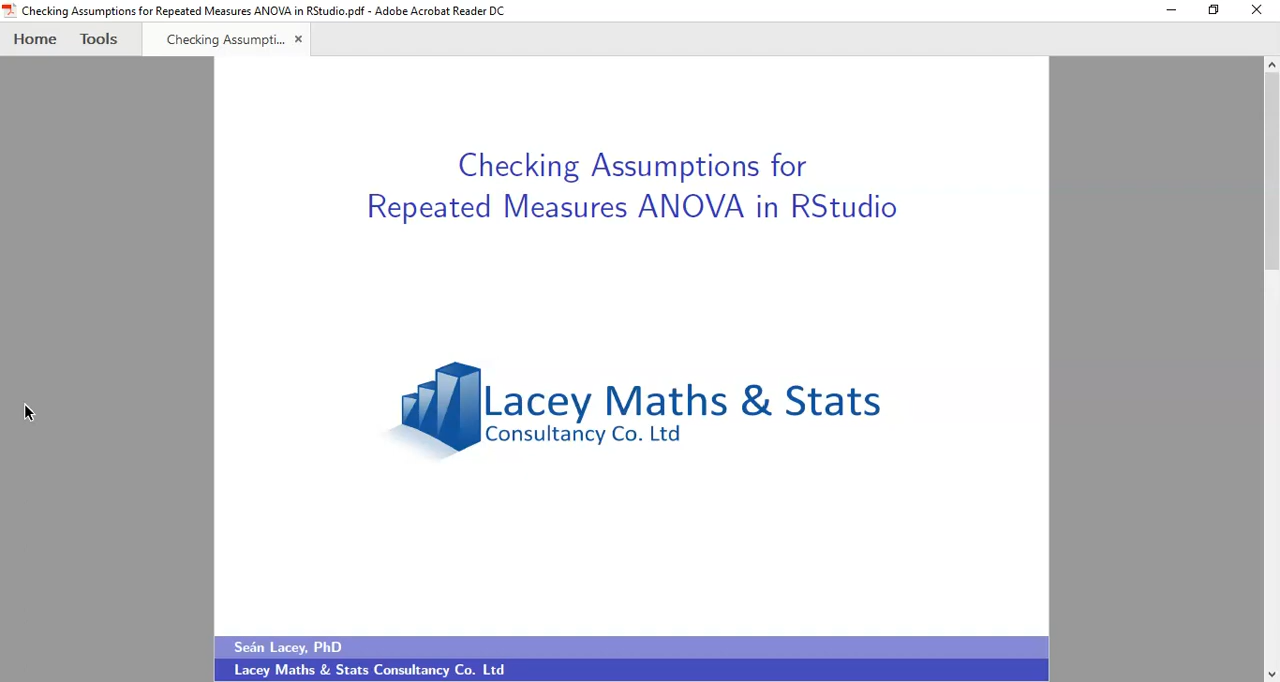 Checking Assumptions for Repeated Measures ANOVA in RStudio.pdf - Adobe Acrobat Reader DC
Home Tools Checking Assumpti... ×
Checking Assumptions for
Repeated Measures ANOVA in RStudio
Lacey Maths & Stats
Consultancy Co. Ltd
Seán Lacey, PhD
Lacey Maths & Stats Consultancy Co. Ltd